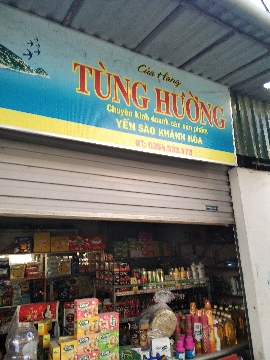 Cửa Hàng
TÙNG HƯỜNG
Chuyên kinh doanh các sản phẩm
YẾN SÀO KHÁNH HÒA